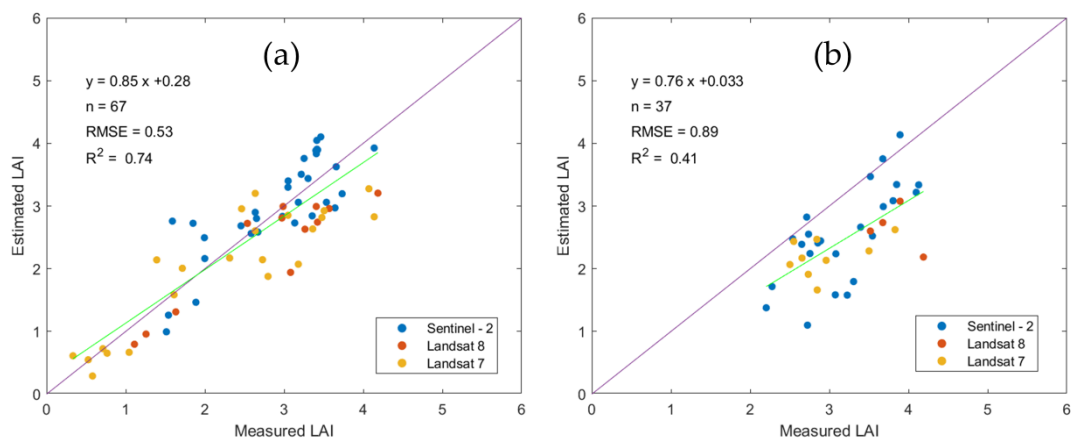 (a)
y = 0.85 x +0.28
n = 67
RMSE = 0.53
R² = 0.74
Estimated LAI
6
5
4
3
2
1
0
Sentinel - 2
Landsat 8
Landsat 7
0 1 2 3 4 5 6
Measured LAI
(b)
y = 0.76 x +0.033
n = 37
RMSE = 0.89
R² = 0.41
Estimated LAI
6
5
4
3
2
1
0
Sentinel - 2
Landsat 8
Landsat 7
0 1 2 3 4 5 6
Measured LAI